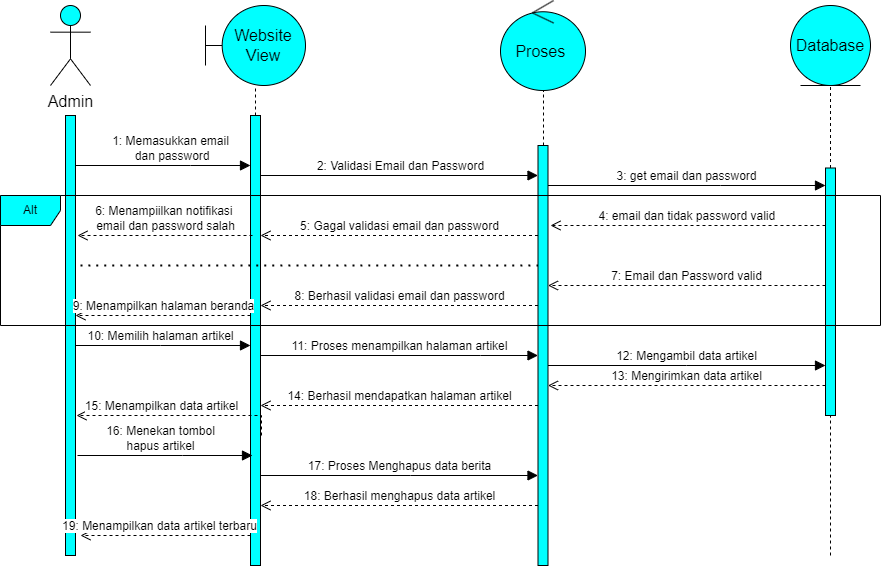 Website
View
Proses
Database
Admin
1: Memasukkan email
dan password
2: Validasi Email dan Password
3: get email dan password
Alt
6: Menampiilkan notifikasi
email dan password salah
5: Gagal validasi email dan password
4: email dan tidak password valid
7: Email dan Password valid
8: Berhasil validasi email dan password
9: Menampilkan halaman beranda
10: Memilih halaman artikel
11: Proses menampilkan halaman artikel
12: Mengambil data artikel
13: Mengirimkan data artikel
14: Berhasil mendapatkan halaman artikel
15: Menampilkan data artikel
16: Menekan tombol
hapus artikel
17: Proses Menghapus data berita
18: Berhasil menghapus data artikel
19: Menampilkan data artikel terbaru